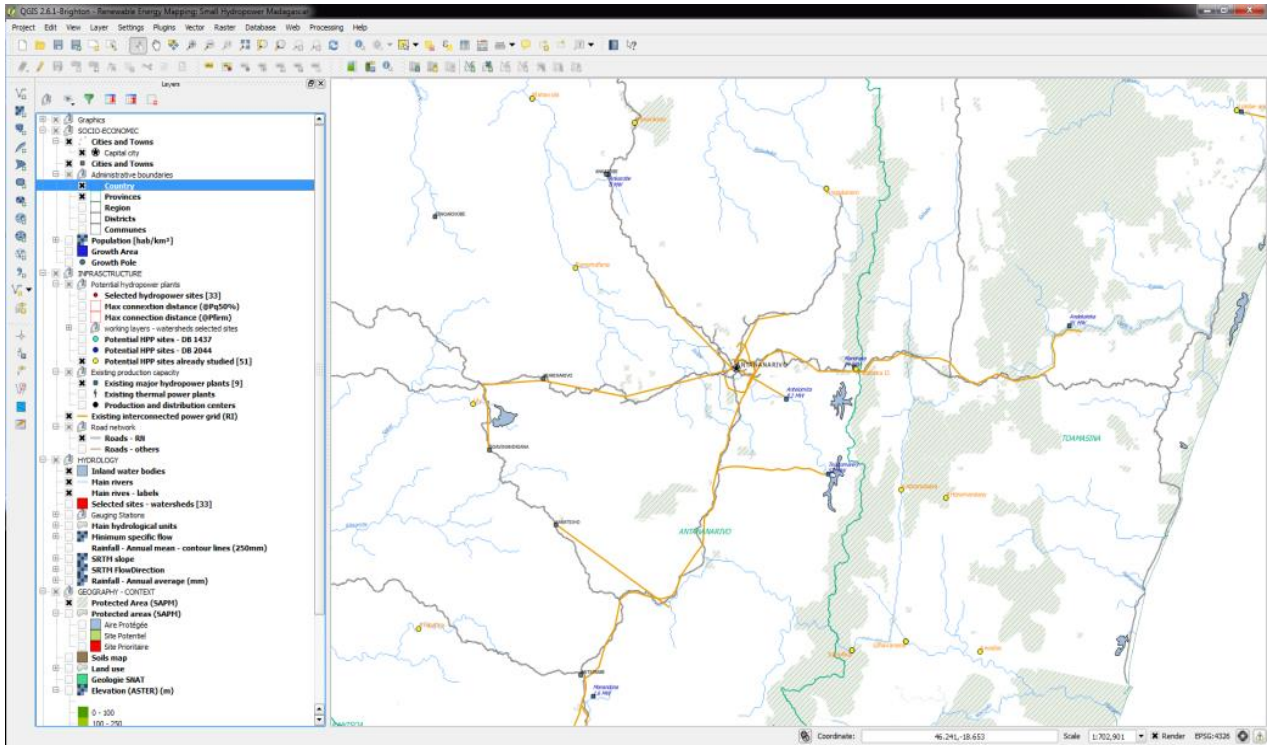 QGIS 2.6.1-Brighton - Renewable Energy Mapping: Small Hydropower Madagascar
Project Edit View Layer Settings Plugins Vector Raster Database Web Processing Help
Layers
Graphics
SOCIO-ECONOMIC
Cities and Towns
Capital city
Cities and Towns
Administrative boundaries
Country
Provinces
Region
Districts
Communes
Population [hab/km²]
Growth Area
Growth Pole
INFRASCTRUCTURE
Potential hydropower plants
Selected hydropower sites [33]
Max connextion distance (@Pq50%)
Max connection distance (@Pfirm)
working layers - watersheds selected sites
Potential HPP sites - DB 1437
Potential HPP sites - DB 2044
Potential HPP sites already studied [51]
Existing production capacity
Existing major hydropower plants [9]
Existing thermal power plants
Production and distribution centers
Existing interconnected power grid (RI)
Road network
Roads - RN
Roads - others
HYDROLOGY
Inland water bodies
Main rivers
Main rives - labels
Selected sites - watersheds [33]
Gauging Stations
Main hydrological units
Minimum specific flow
Rainfall - Annual mean - contour lines (250mm)
SRTM slope
SRTM FlowDirection
Rainfall - Annual average (mm)
GEOGRAPHY - CONTEXT
Protected Area (SAPM)
Protected areas (SAPM)
Aire Protégée
Site Potentiel
Site Prioritaire
Soils map
Land use
Geologie SNAT
Elevation (ASTER) (m)
0 - 100
100 - 250
ANTANANARIVO
Antelomita
8.2 MW
Andekaleka
TOAMASINA
ANTANANARIVO
Coordinate: 46.241,-18.653 Scale 1:702,901 Render EPSG:4326